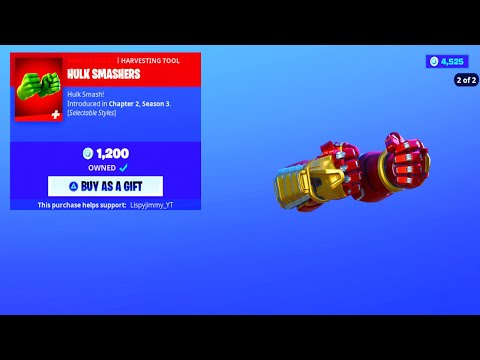 | HARVESTING TOOL
HULK SMASHERS
Hulk Smash!
Introduced in Chapter 2, Season 3.
[Selectable Styles]
1,200
OWNED
BUY AS A GIFT
This purchase helps support: Lispyjimmy_YT
4,525
2 of 2